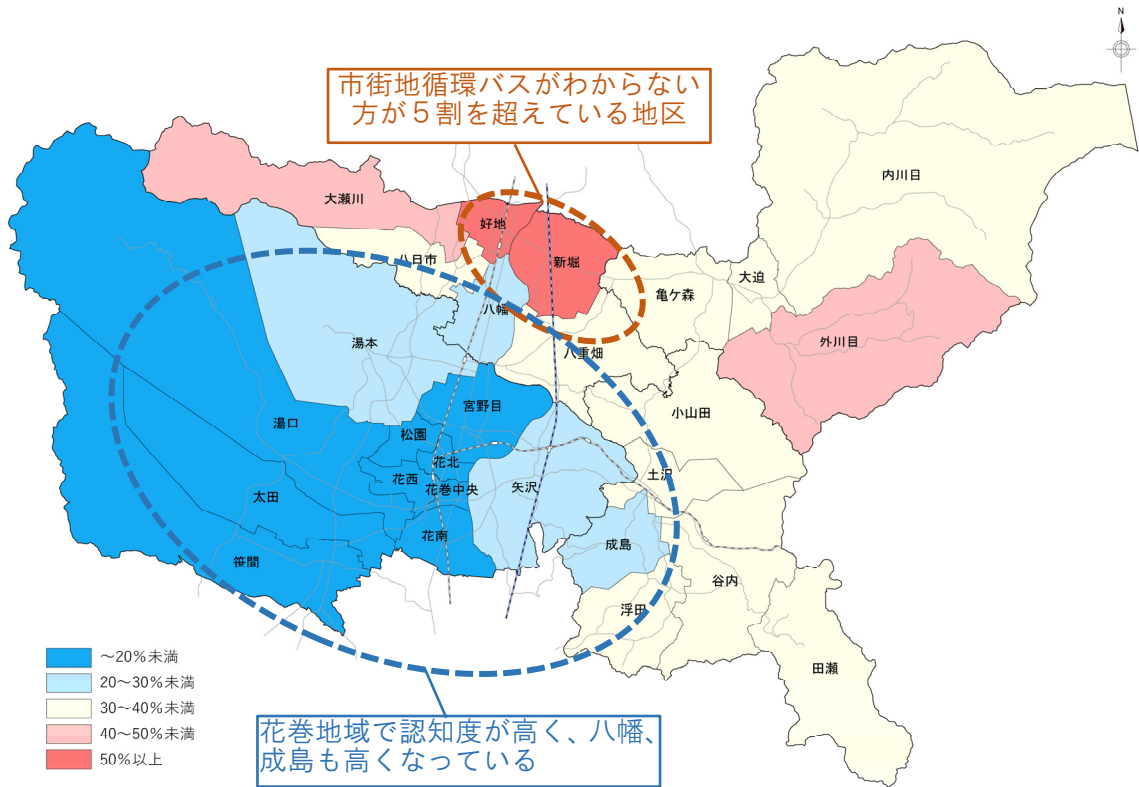 N
市街地循環バスがわからない
方が５割を超えている地区
内川目
大瀬川
好地
新堀
八日市
大迫
亀ケ森
八幡
外川目
湯本
八重畑
宮野目
小山田
湯口
松園
花北
土沢
花西
花巻中央
矢沢
太田
花南
成島
笹間
谷内
浮田
田瀬
～20%未満
20～30%未満
30～40%未満
40～50%未満
50%以上
花巻地域で認知度が高く、八幡、
成島も高くなっている